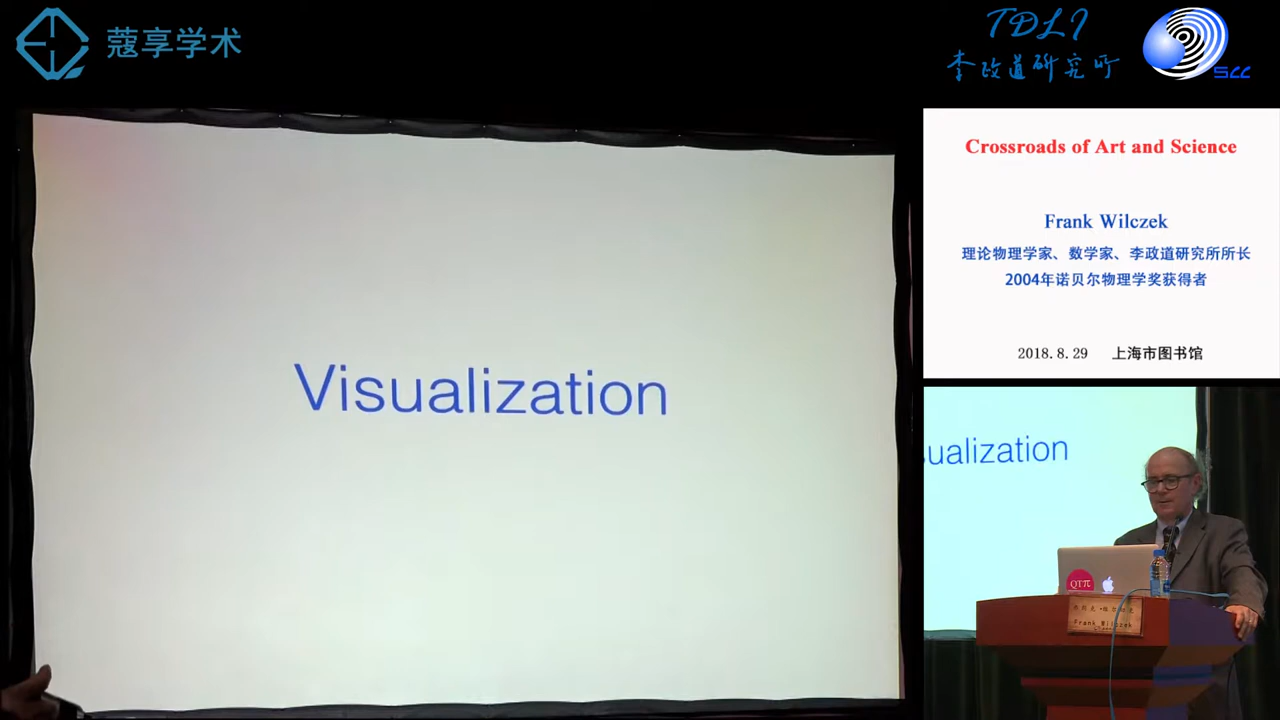 蔻享学术
TDLI
李政道研究所
SCC
Visualization
Crossroads of Art and Science
Frank Wilczek
理论物理学家、数学家、李政道研究所所长
2004年诺贝尔物理学奖获得者
2018.8.29 上海市图书馆
sualization
QTπ
Frank Wilczek